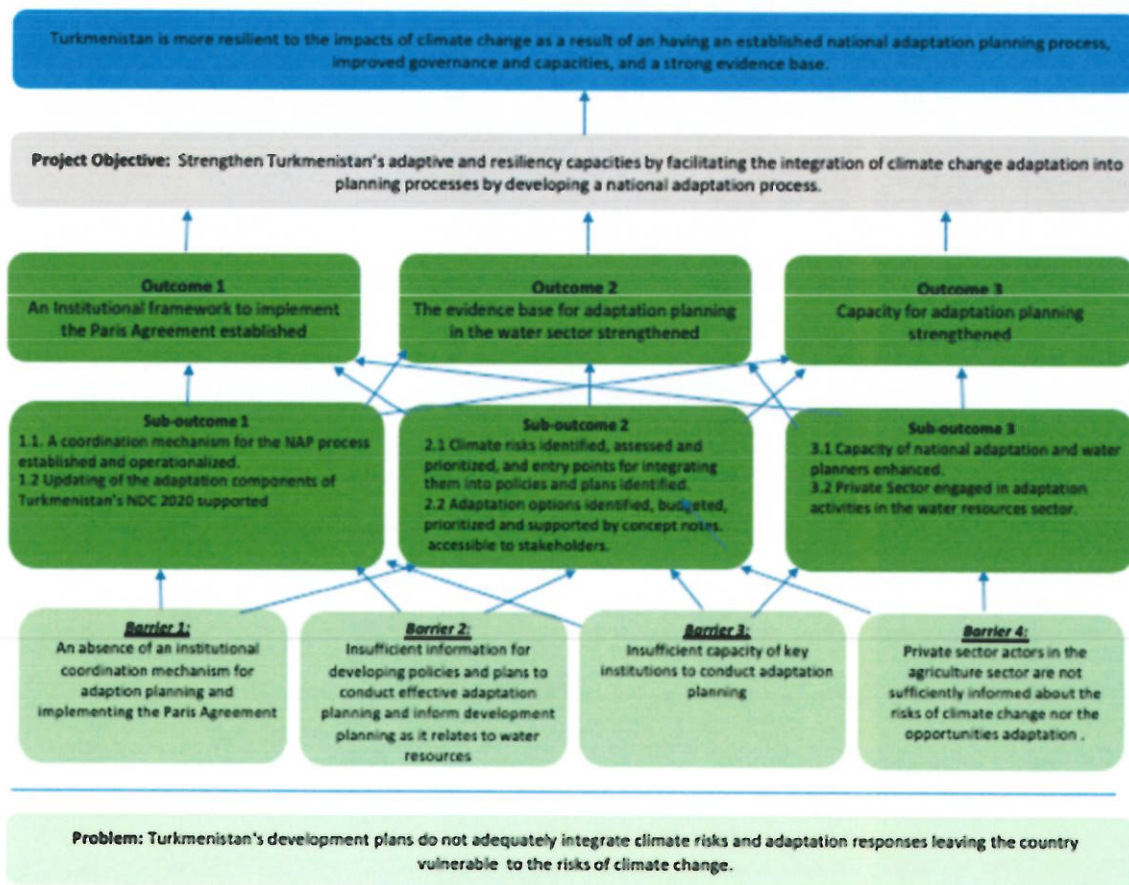 Turkmenistan is more resilient to the impacts of climate change as a result of an having an established national adaptation planning process,
improved governance and capacities, and a strong evidence base.
Project Objective: Strengthen Turkmenistan's adaptive and resiliency capacities by facilitating the integration of climate change adaptation into
planning processes by developing a national adaptation process.
Outcome 1
An Institutional framework to implement
the Paris Agreement established
Outcome 2
The evidence base for adaptation planning
in the water sector strengthened
Outcome 3
Capacity for adaptation planning
strengthened
Sub-outcome 1
1.1. A coordination mechanism for the NAP process
established and operationalized.
1.2 Updating of the adaptation components of
Turkmenistan's NDC 2020 supported
Sub-outcome 2
2.1 Climate risks identified, assessed and
prioritized, and entry points for integrating
them into policies and plans identified.
2.2 Adaptation options identified, budgeted,
prioritized and supported by concept notes.
accessible to stakeholders.
Sub-outcome 3
3.1 Capacity of national adaptation and water
planners enhanced.
3.2 Private Sector engaged in adaptation
activities in the water resources sector.
Barrier 1:
An absence of an institutional
coordination mechanism for
adaption planning and
implementing the Paris Agreement
Barrier 2:
Insufficient information for
developing policies and plans to
conduct effective adaptation
planning and inform development
planning as it relates to water
resources
Barrier 3:
Insufficient capacity of key
institutions to conduct adaptation
planning
Barrier 4:
Private sector actors in the
agriculture sector are not
sufficiently informed about the
risks of climate change nor the
opportunities adaptation .
Problem: Turkmenistan's development plans do not adequately integrate climate risks and adaptation responses leaving the country
vulnerable to the risks of climate change.